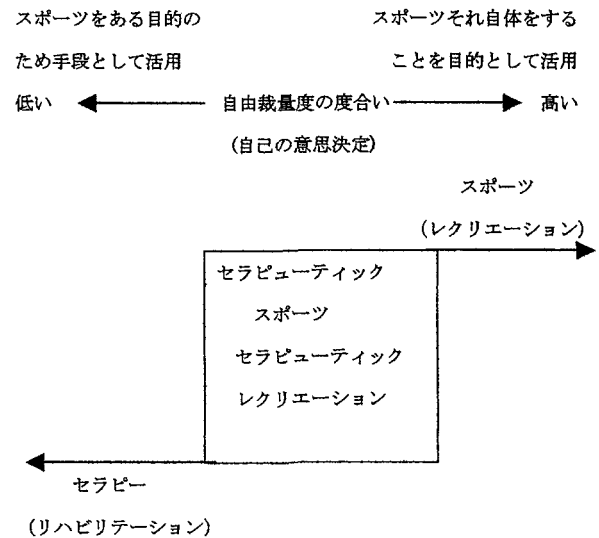 スポーツをある目的の
ため手段として活用
スポーツそれ自体をする
ことを目的として活用
低い
自由裁量度の度合い
高い
(自己の意思決定)
スポーツ
(レクリエーション)
セラピューティック
スポーツ
セラピューティック
レクリエーション
セラピー
(リハビリテーション)